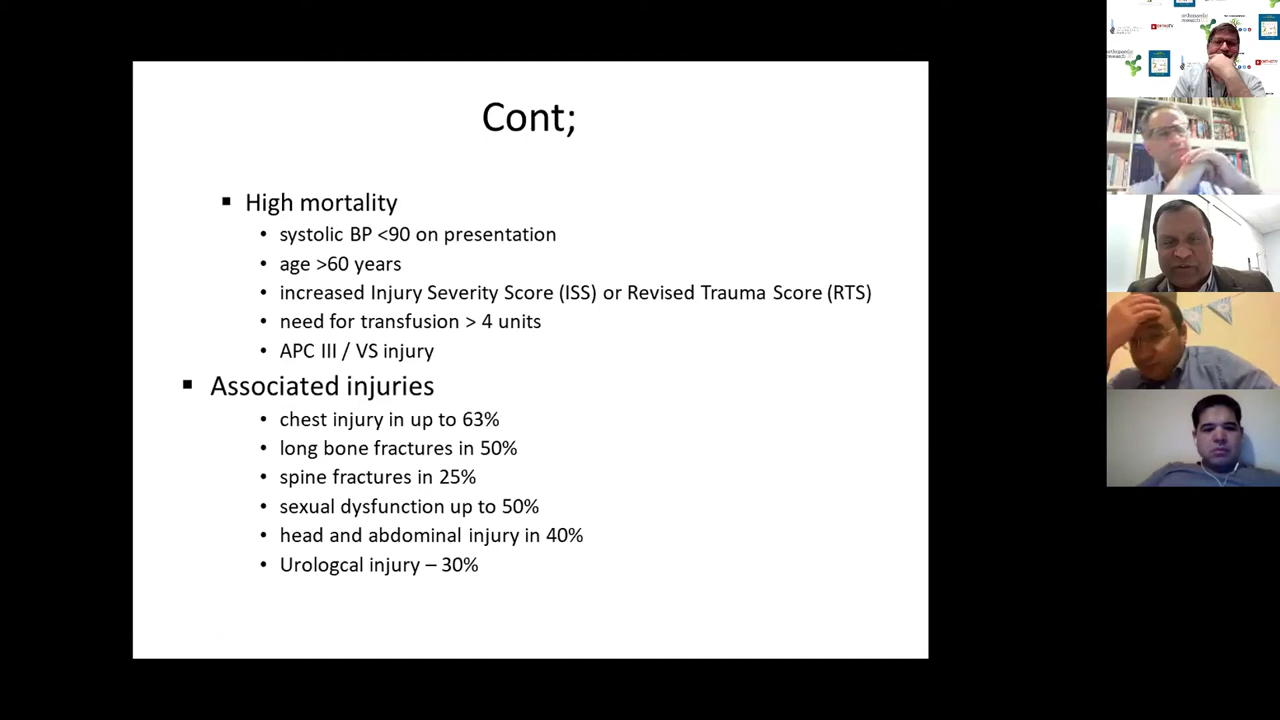 Cont;
High mortality
systolic BP <90 on presentation
age >60 years
increased Injury Severity Score (ISS) or Revised Trauma Score (RTS)
need for transfusion > 4 units
APC III / VS injury
Associated injuries
chest injury in up to 63%
long bone fractures in 50%
spine fractures in 25%
sexual dysfunction up to 50%
head and abdominal injury in 40%
Urologcal injury – 30%